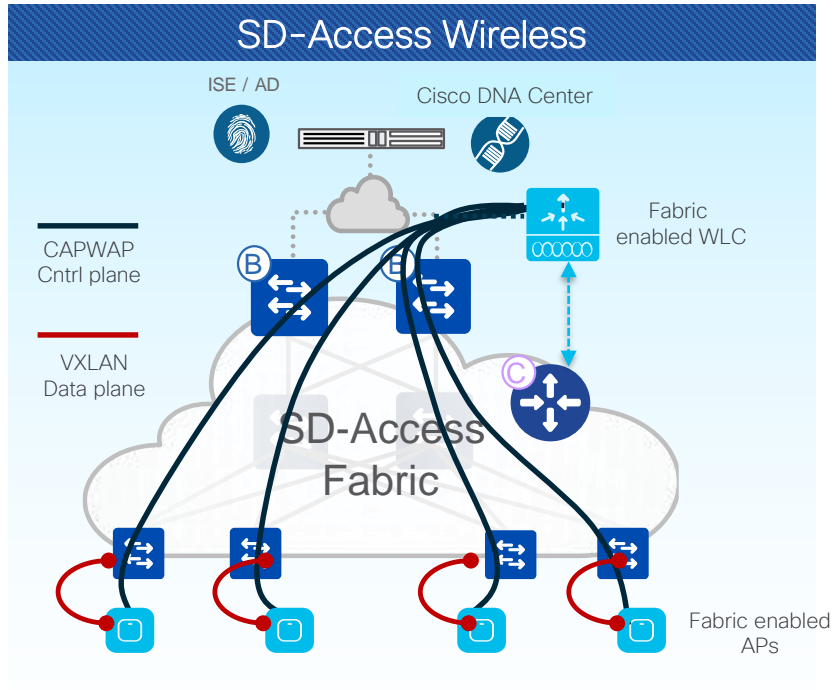 SD-Access Wireless
ISE / AD
Cisco DNA Center
Fabric
enabled WLC
CAPWAP
Cntrl plane
B
B
VXLAN
Data plane
C
SD-Access
Fabric
Fabric enabled
APs